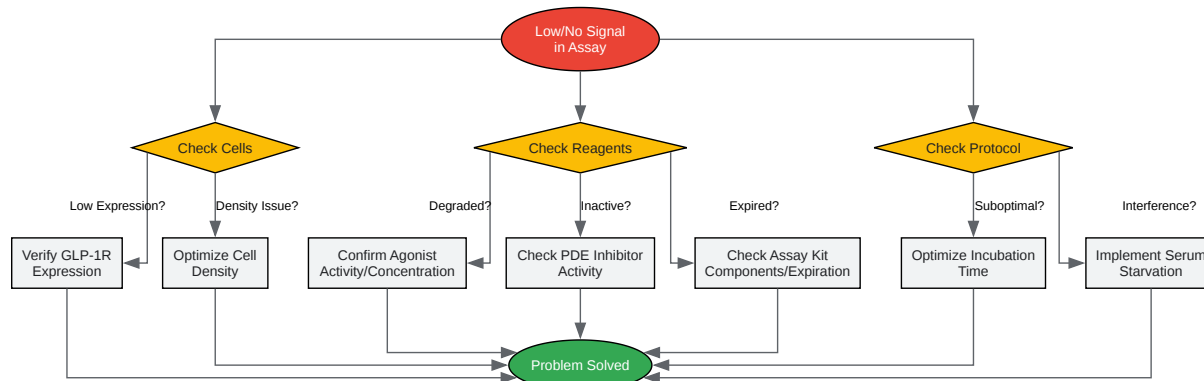 Low/No Signal
in Assay
Check Cells
Check Reagents
Check Protocol
Low Expression?
Density Issue?
Degraded?
Inactive?
Expired?
Suboptimal?
Interference?
Verify GLP-1R
Expression
Optimize Cell
Density
Confirm Agonist
Activity/Concentration
Check PDE Inhibitor
Activity
Check Assay Kit
Components/Expiration
Optimize Incubation
Time
Implement Serum
Starvation
Problem Solved